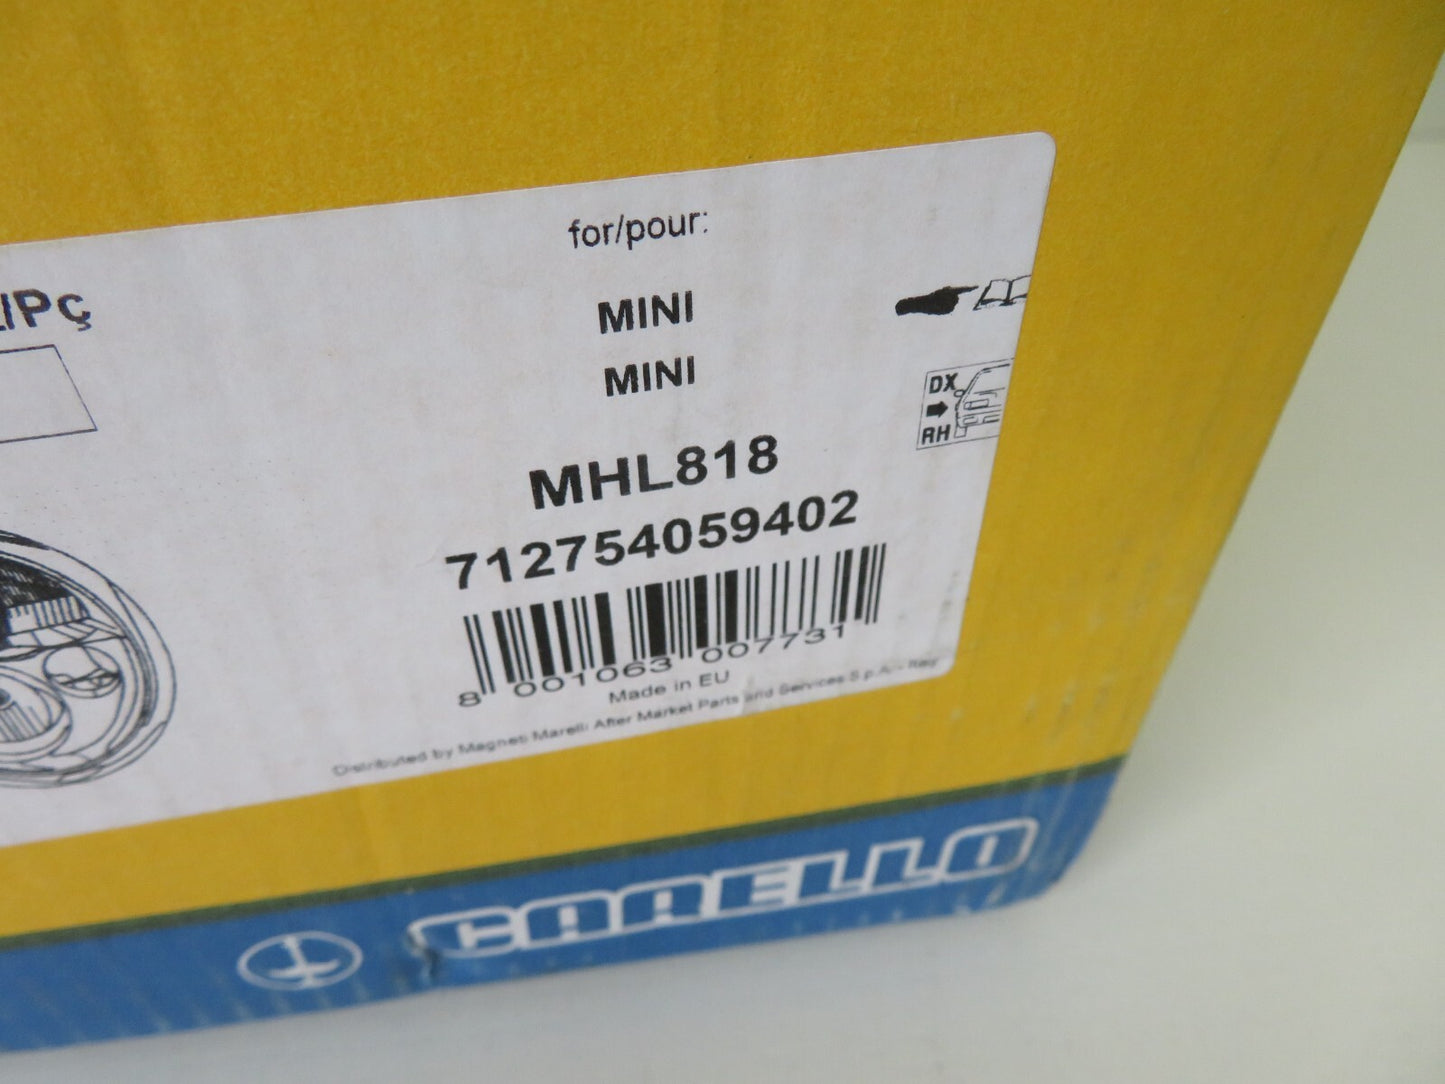 for/pour:
/Pç
MINI
MINI
DX
RH
MHL818
712754059402
8 001063 007731
Made in EU
Distributed by Magneti Marelli After Market Parts and Services S.p.A. - Italy
CARELLO